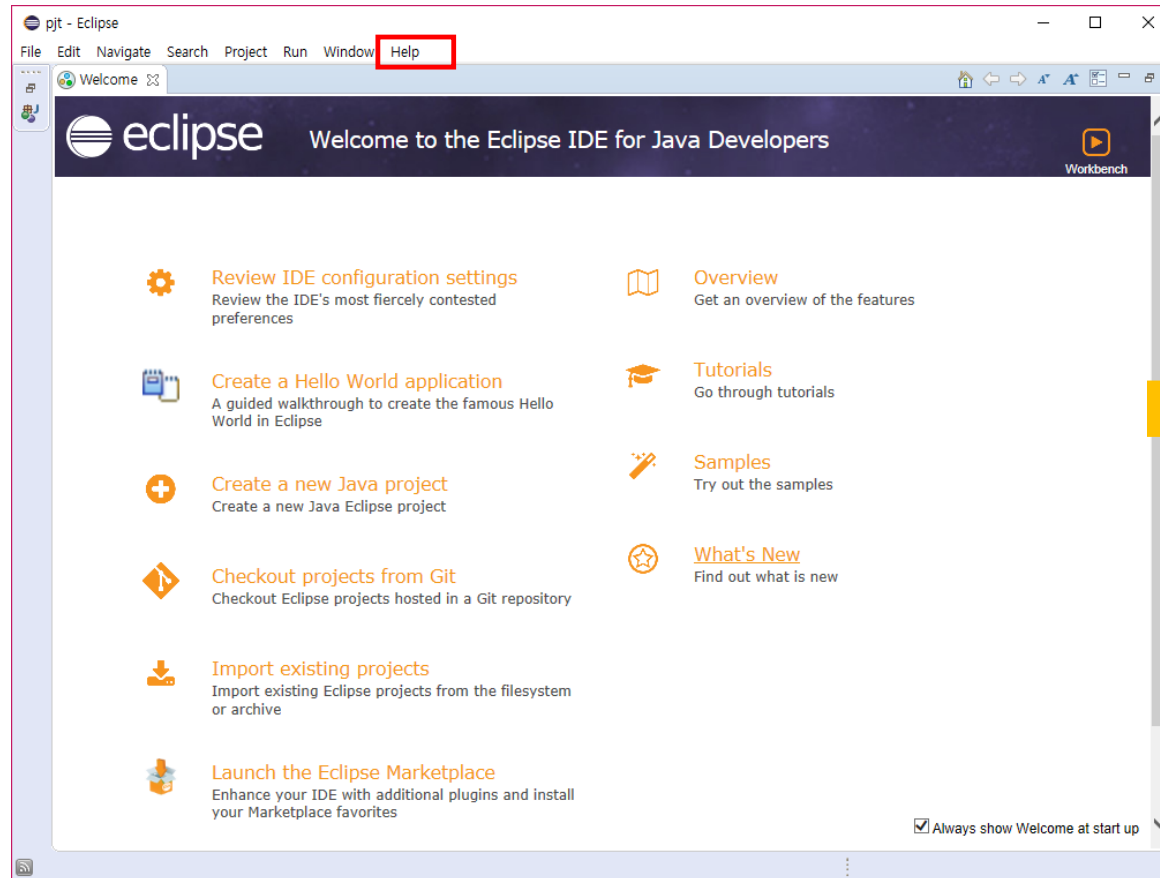 pjt - Eclipse
File Edit Navigate Search Project Run Window Help
Welcome
eclipse
Welcome to the Eclipse IDE for Java Developers
Workbench
Review IDE configuration settings
Review the IDE's most fiercely contested
preferences
Create a Hello World application
A guided walkthrough to create the famous Hello
World in Eclipse
Create a new Java project
Create a new Java Eclipse project
Checkout projects from Git
Checkout Eclipse projects hosted in a Git repository
Import existing projects
Import existing Eclipse projects from the filesystem
or archive
Launch the Eclipse Marketplace
Enhance your IDE with additional plugins and install
your Marketplace favorites
Overview
Get an overview of the features
Tutorials
Go through tutorials
Samples
Try out the samples
What's New
Find out what is new
Always show Welcome at start up